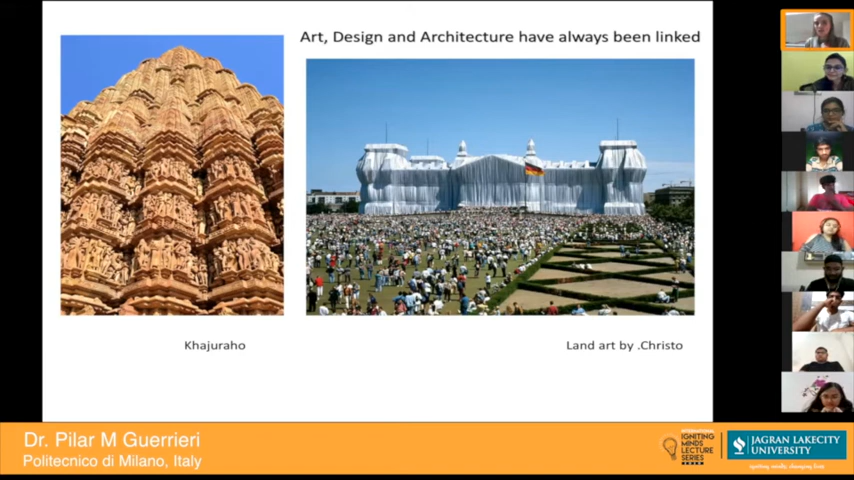 Art, Design and Architecture have always been linked
Khajuraho
Land art by .Christo
Dr. Pilar M Guerrieri
Politecnico di Milano, Italy
INTERNATIONAL
IGNITING
MINDS
LECTURE
SERIES
JAGRAN LAKECITY
UNIVERSITY
igniting minds, changing lives